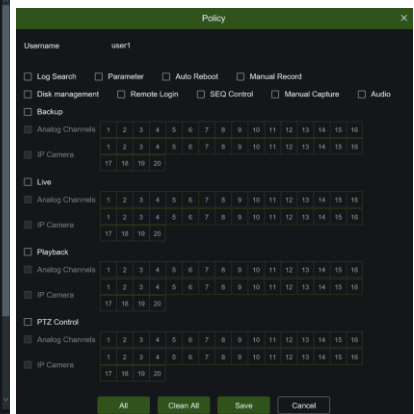 Policy
Username user1
Log Search Parameter Auto Reboot Manual Record
Disk management Remote Login SEQ Control Manual Capture Audio
Backup
Analog Channels 1 2 3 4 5 6 7 8 9 10 11 12 13 14 15 16
IP Camera 1 2 3 4 5 6 7 8 9 10 11 12 13 14 15 16
17 18 19 20
Live
Analog Channels 1 2 3 4 5 6 7 8 9 10 11 12 13 14 15 16
IP Camera 1 2 3 4 5 6 7 8 9 10 11 12 13 14 15 16
17 18 19 20
Playback
Analog Channels 1 2 3 4 5 6 7 8 9 10 11 12 13 14 15 16
IP Camera 1 2 3 4 5 6 7 8 9 10 11 12 13 14 15 16
17 18 19 20
PTZ Control
Analog Channels 1 2 3 4 5 6 7 8 9 10 11 12 13 14 15 16
IP Camera 1 2 3 4 5 6 7 8 9 10 11 12 13 14 15 16
17 18 19 20
All Clean All Save Cancel